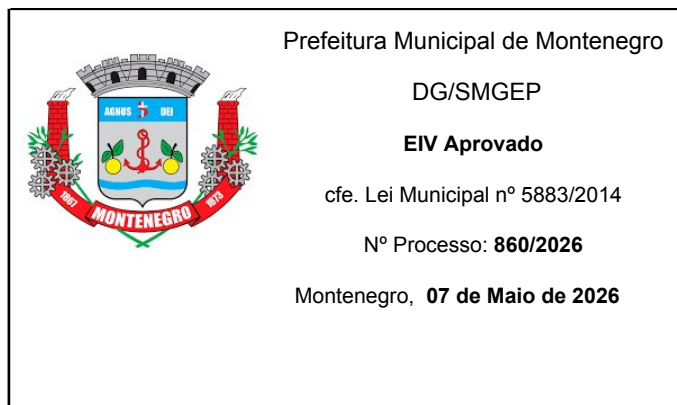 Prefeitura Municipal de Montenegro
DG/SMGEP
EIV Aprovado
cfe. Lei Municipal nº 5883/2014
Nº Processo: 860/2026
Montenegro, 07 de Maio de 2026
AGNUS DEI
1867 MONTENEGRO 1873